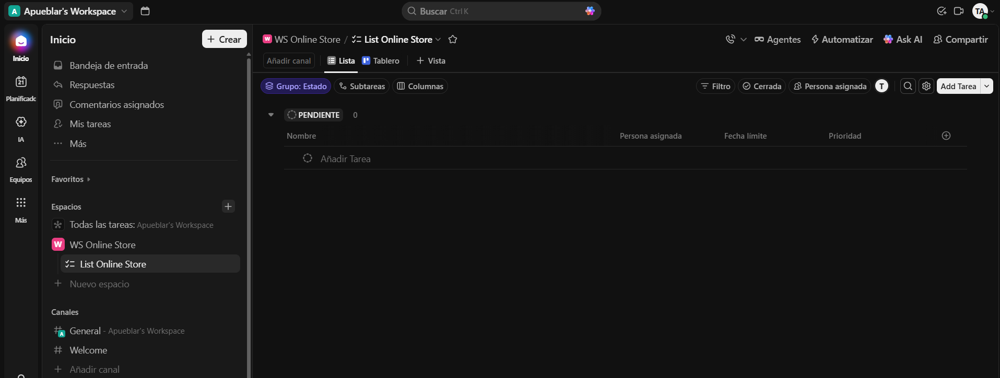 A Apueblar's Workspace
Buscar Ctrl K
TA
Inicio
21
Planificado
IA
Equipos
Más
Inicio
+ Crear
Bandeja de entrada
Respuestas
Comentarios asignados
Mis tareas
Más
Favoritos
Espacios
Todas las tareas: Apueblar's Workspace
W WS Online Store
List Online Store
+ Nuevo espacio
Canales
A General - Apueblar's Workspace
# Welcome
+ Añadir canal
W WS Online Store / List Online Store
Agentes
Automatizar
Ask AI
Compartir
Añadir canal
Lista
Tablero
+ Vista
Grupo: Estado
Subtareas
Columnas
Filtro
Cerrada
Persona asignada
T
Add Tarea
PENDIENTE 0
Nombre Persona asignada Fecha límite Prioridad
Añadir Tarea